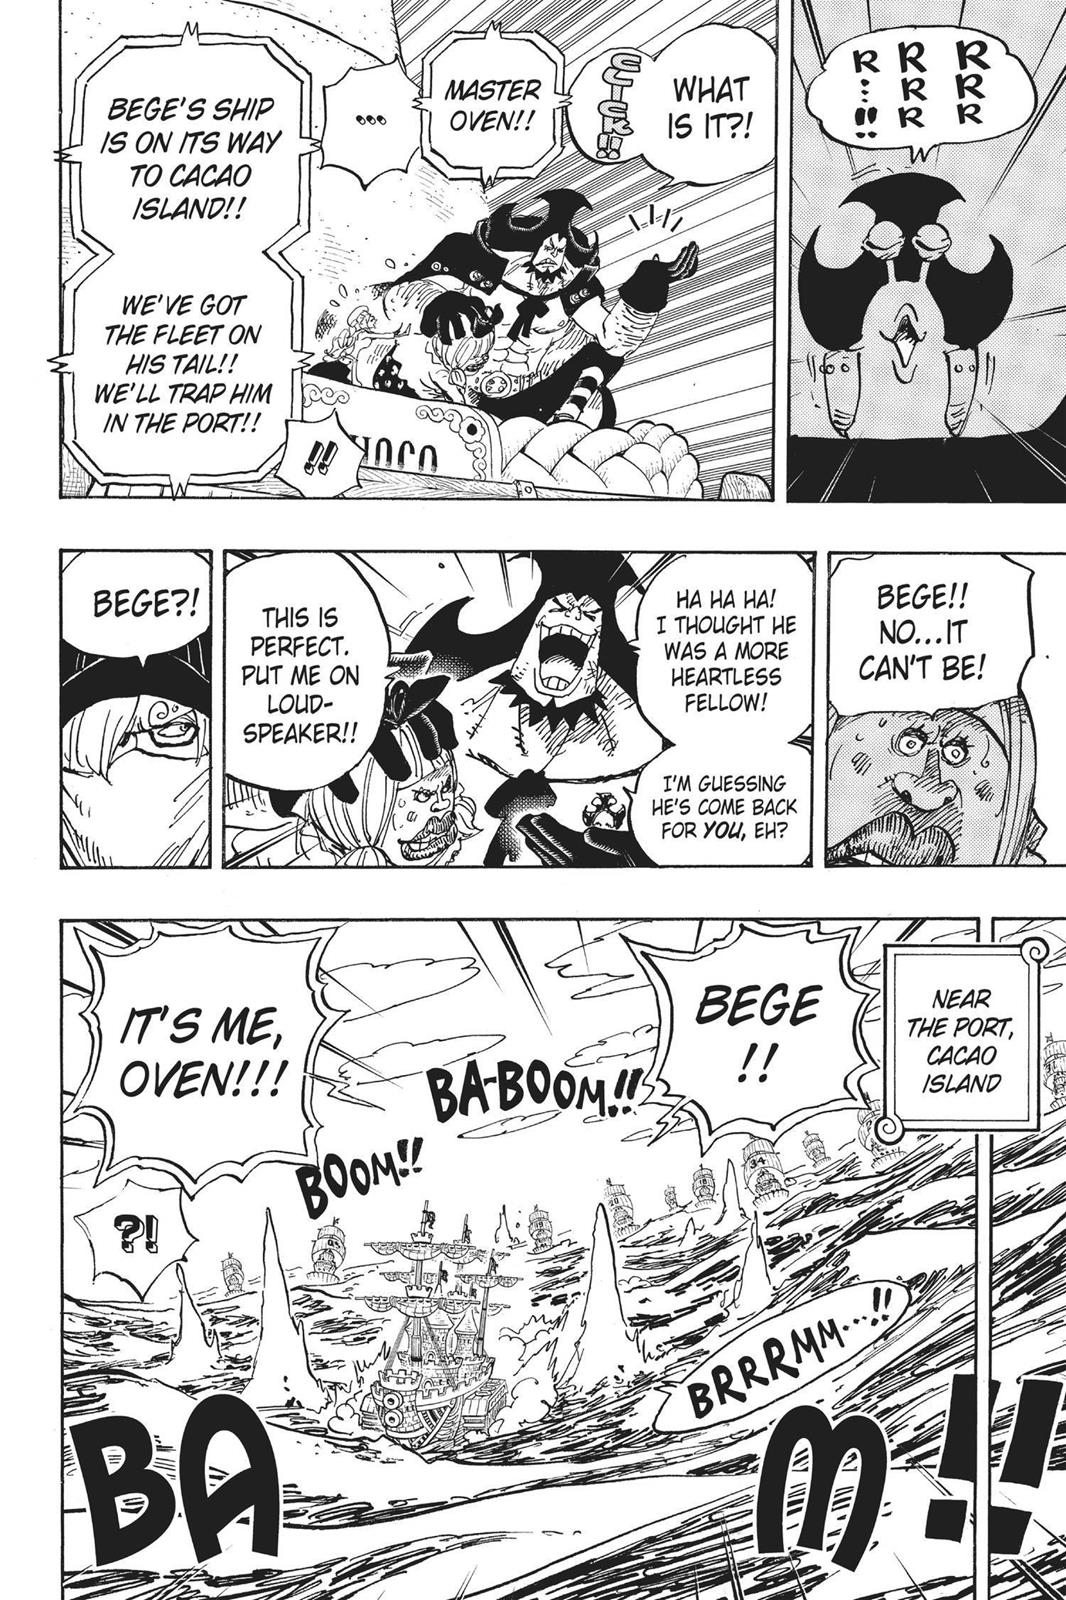 R R R
R R R
R...!!
CLICK!!
WHAT
IS IT?!
MASTER
OVEN!!
...
BEGE'S SHIP
IS ON ITS WAY
TO CACAO
ISLAND!!
WE'VE GOT
THE FLEET ON
HIS TAIL!!
WE'LL TRAP HIM
IN THE PORT!!
!!
HOCO
BEGE!!
NO...IT
CAN'T BE!
HA HA HA!
I THOUGHT HE
WAS A MORE
HEARTLESS
FELLOW!
I'M GUESSING
HE'S COME BACK
FOR YOU, EH?
THIS IS
PERFECT.
PUT ME ON
LOUD-
SPEAKER!!
BEGE?!
NEAR
THE PORT,
CACAO
ISLAND
BEGE
!!
IT'S ME,
OVEN!!!
BA-BOOM!!
BOOM!!
?!
34
BRRRMM...!!
BAM!!